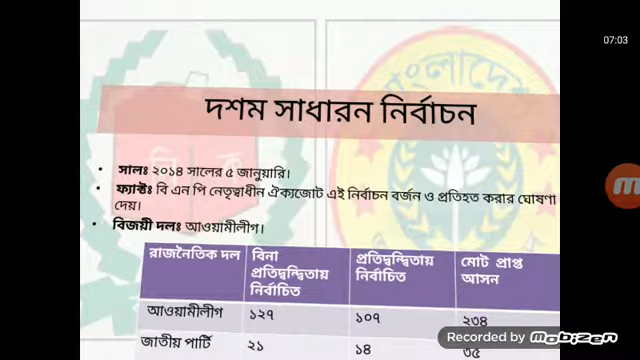 07:03
বাংলাদে
দশম সাধারন নির্বাচন
• সালঃ ২০১৪ সালের ৫ জানুয়ারি।
• ফ্যাক্টঃ বি এন পি নেতৃত্বাধীন ঐক্যজোট এই নির্বাচন বর্জন ও প্রতিহত করার ঘোষণা
দেয়।
• বিজয়ী দলঃ আওয়ামীলীগ।
রাজনৈতিক দল বিনা প্রতিদ্বন্দ্বিতায় মোট প্রাপ্ত
প্রতিদ্বন্দ্বিতায় নির্বাচিত আসন
নির্বাচিত
আওয়ামীলীগ ১২৭ ১০৭ ২৩৪
জাতীয় পার্টি ২১ ১৪ ৩৫
Recorded by mobizen